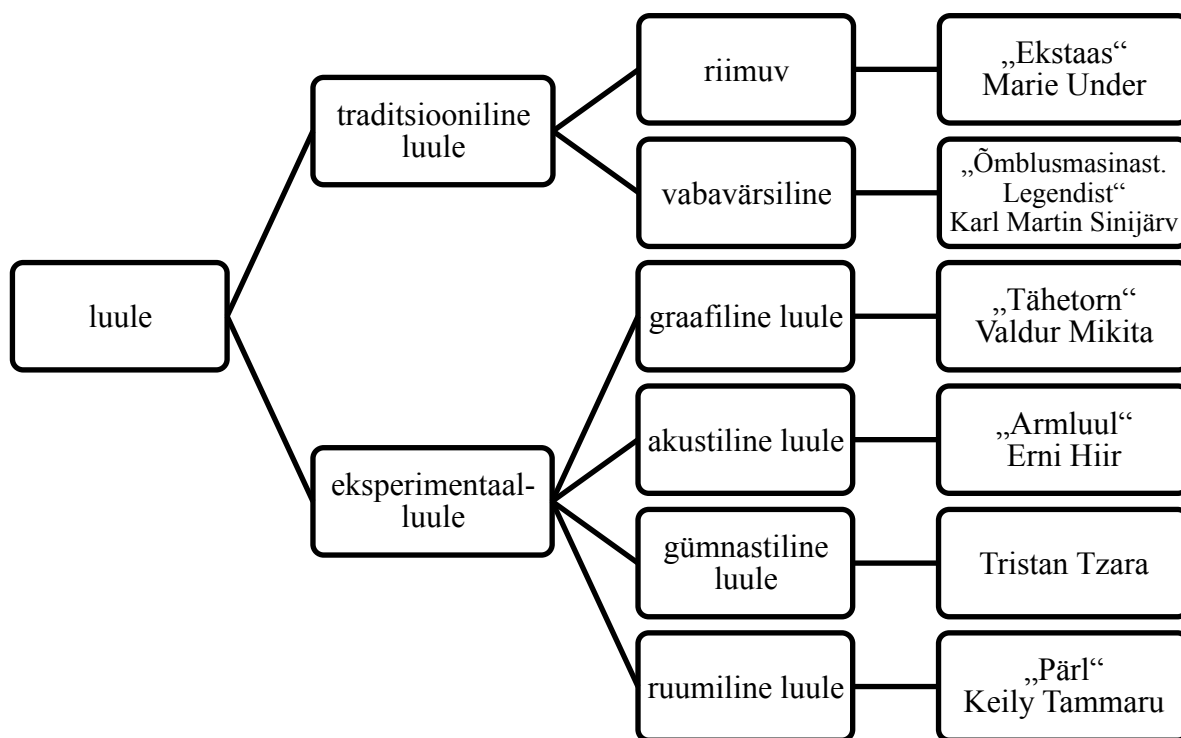 luule
traditsiooniline
luule
riimuv
„Ekstaas“
Marie Under
vabavärsiline
„Õmblusmasinast.
Legendist“
Karl Martin Sinijärv
eksperimentaal-
luule
graafiline luule
„Tähetorn“
Valdur Mikita
akustiline luule
„Armluul“
Erni Hiir
gümnastiline
luule
Tristan Tzara
ruumiline luule
„Pärl“
Keily Tammaru